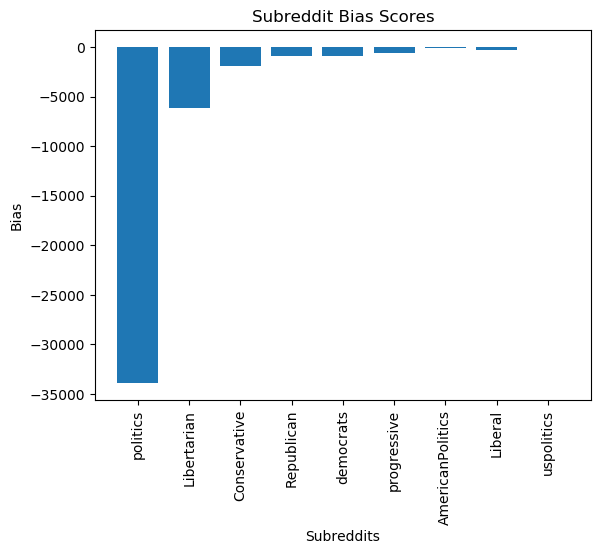 Subreddit Bias Scores
0
−5000
−10000
−15000
−20000
−25000
−30000
−35000
Bias
politics
Libertarian
Conservative
Republican
democrats
progressive
AmericanPolitics
Liberal
uspolitics
Subreddits